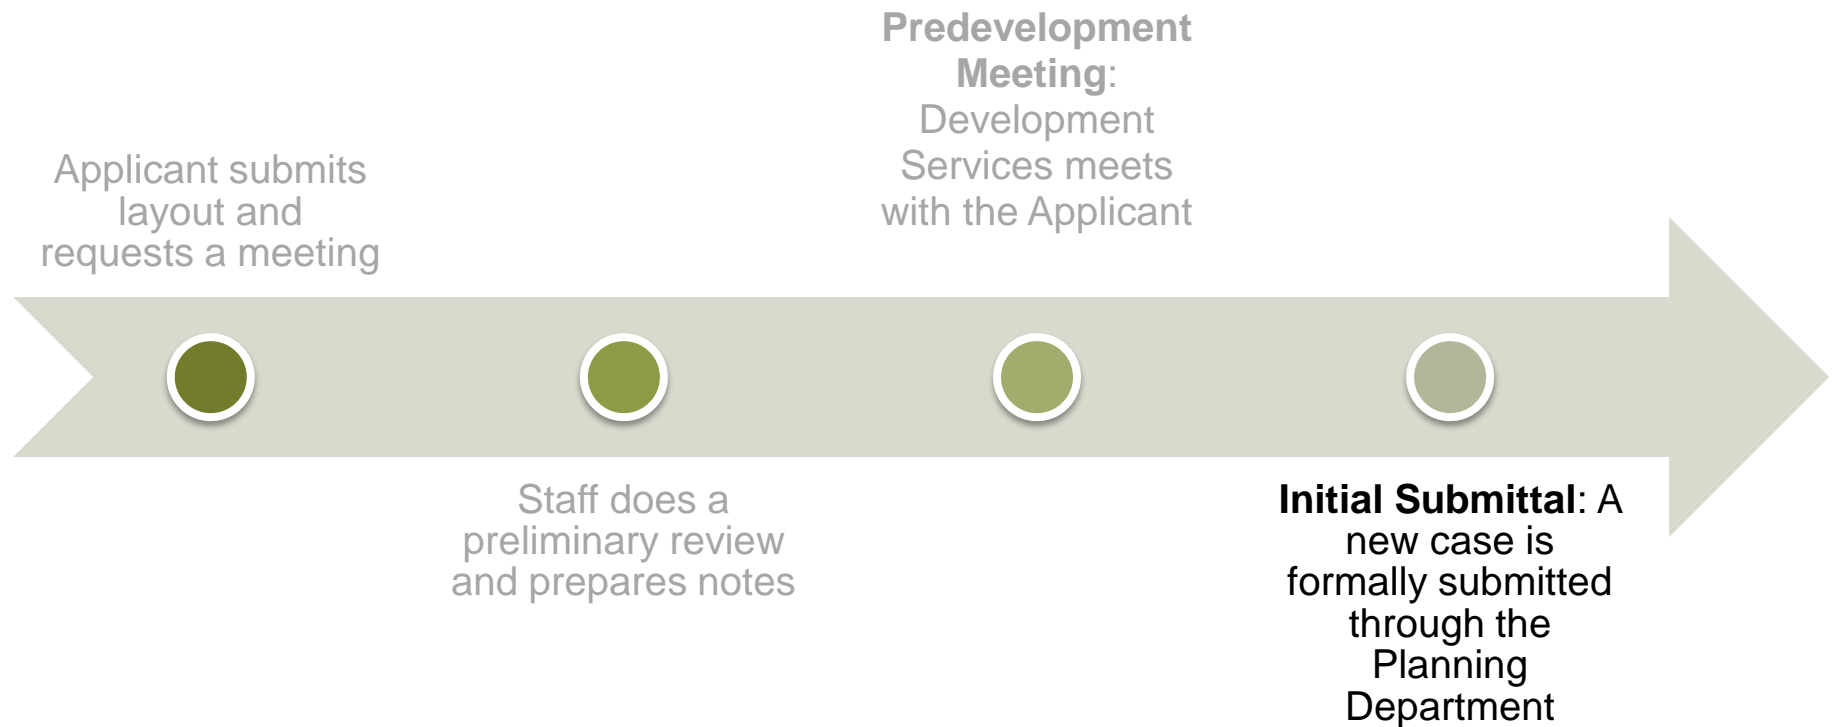 Applicant submits
layout and
requests a meeting
Staff does a
preliminary review
and prepares notes
Predevelopment
Meeting:
Development
Services meets
with the Applicant
Initial Submittal: A
new case is
formally submitted
through the
Planning
Department